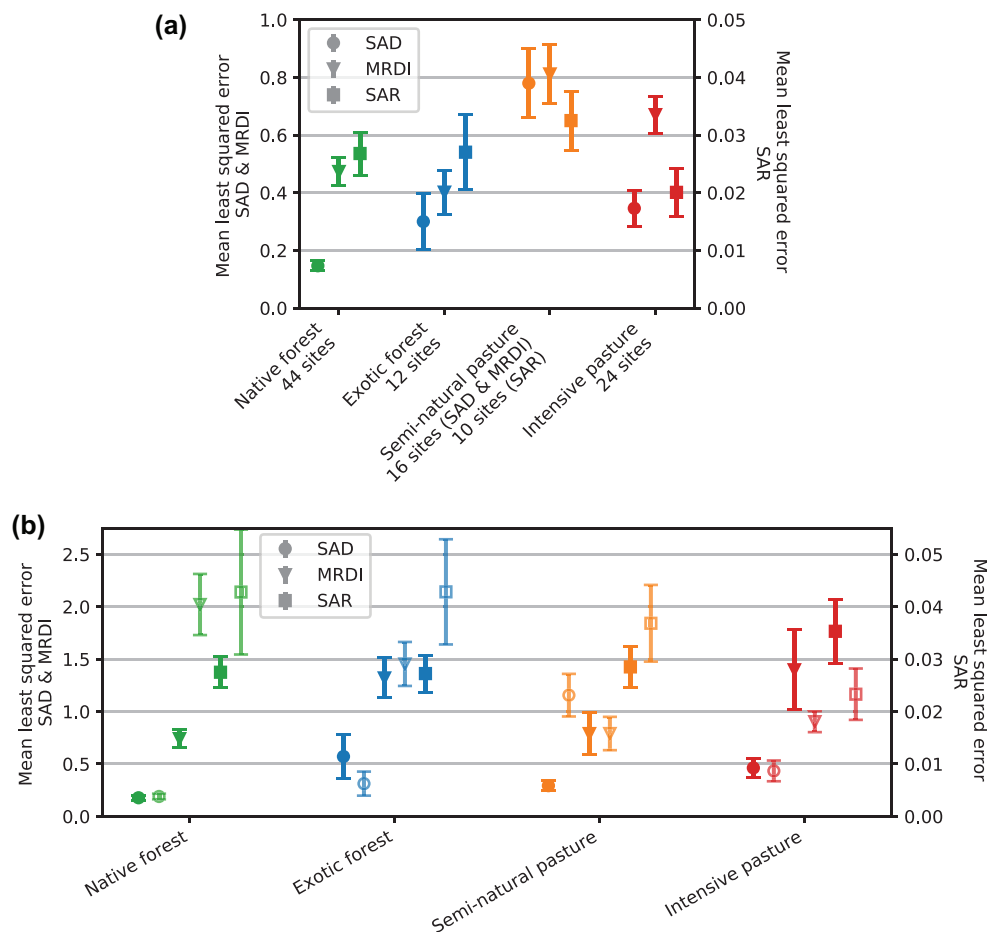 (a)
Mean least squared error
SAD & MRDI
1.0
0.8
0.6
0.4
0.2
0.0
SAD
MRDI
SAR
0.05
0.04
0.03
0.02
0.01
0.00
Mean least squared error
SAR
Native forest
44 sites
Exotic forest
12 sites
Semi-natural pasture
16 sites (SAD & MRDI)
10 sites (SAR)
Intensive pasture
24 sites
(b)
Mean least squared error
SAD & MRDI
2.5
2.0
1.5
1.0
0.5
0.0
SAD
MRDI
SAR
0.05
0.04
0.03
0.02
0.01
0.00
Mean least squared error
SAR
Native forest
Exotic forest
Semi-natural pasture
Intensive pasture